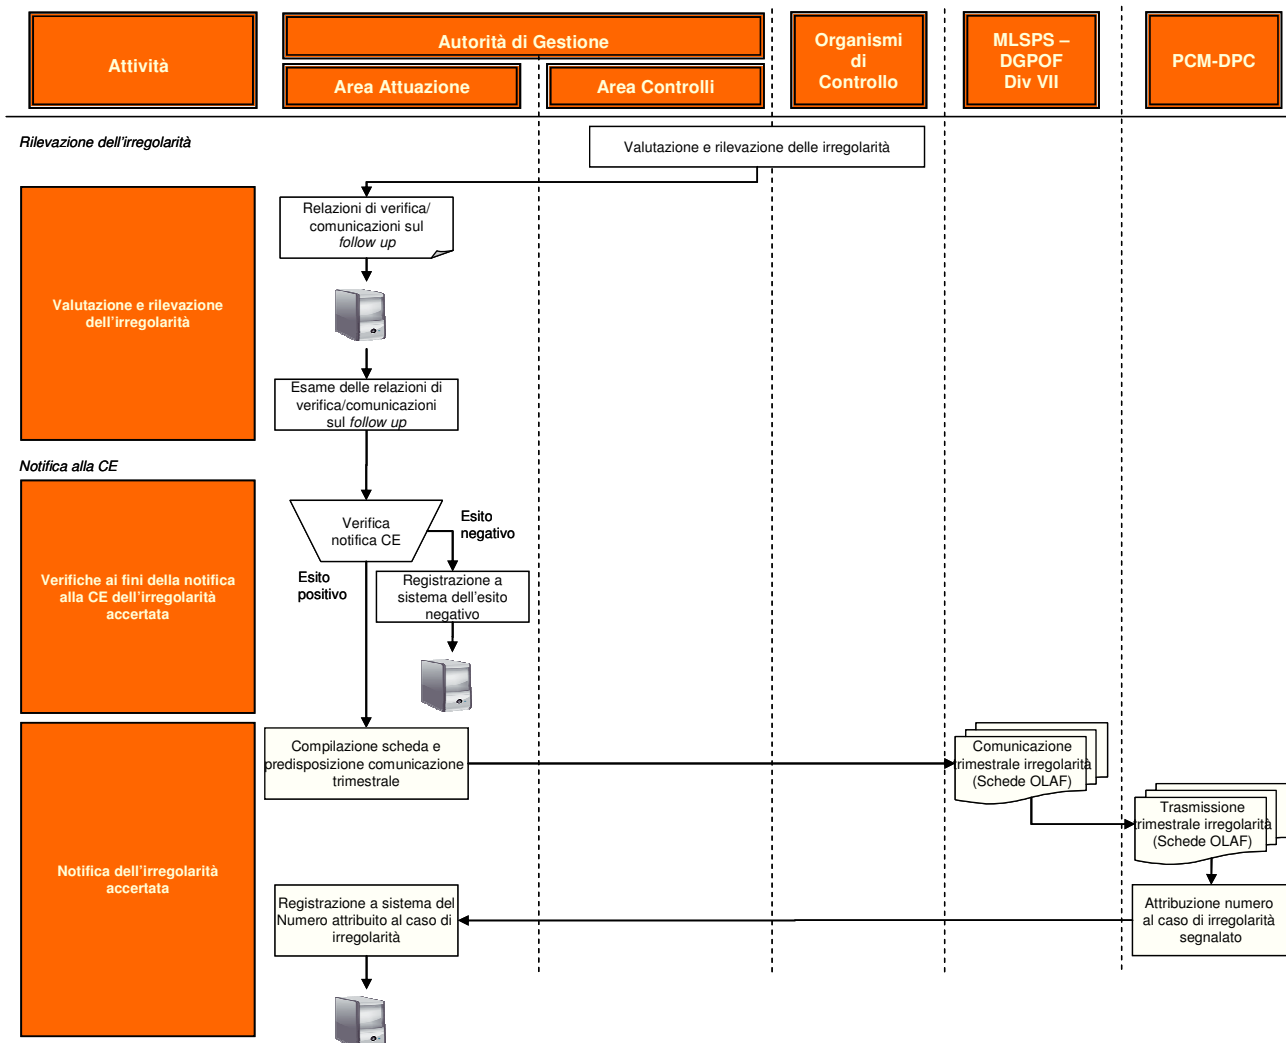 Attività
Autorità di Gestione
Area Attuazione
Area Controlli
Organismi
di
Controllo
MLSPS –
DGPOF
Div VII
PCM-DPC
Rilevazione dell'irregolarità
Valutazione e rilevazione delle irregolarità
Valutazione e rilevazione
dell'irregolarità
Relazioni di verifica/
comunicazioni sul
follow up
Esame delle relazioni di
verifica/comunicazioni
sul follow up
Notifica alla CE
Verifiche ai fini della notifica
alla CE dell'irregolarità
accertata
Verifica
notifica CE
Esito
negativo
Esito
positivo
Registrazione a
sistema dell'esito
negativo
Notifica dell'irregolarità
accertata
Compilazione scheda e
predisposizione comunicazione
trimestrale
Comunicazione
trimestrale irregolarità
(Schede OLAF)
Trasmissione
trimestrale irregolarità
(Schede OLAF)
Attribuzione numero
al caso di irregolarità
segnalato
Registrazione a sistema del
Numero attribuito al caso di
irregolarità